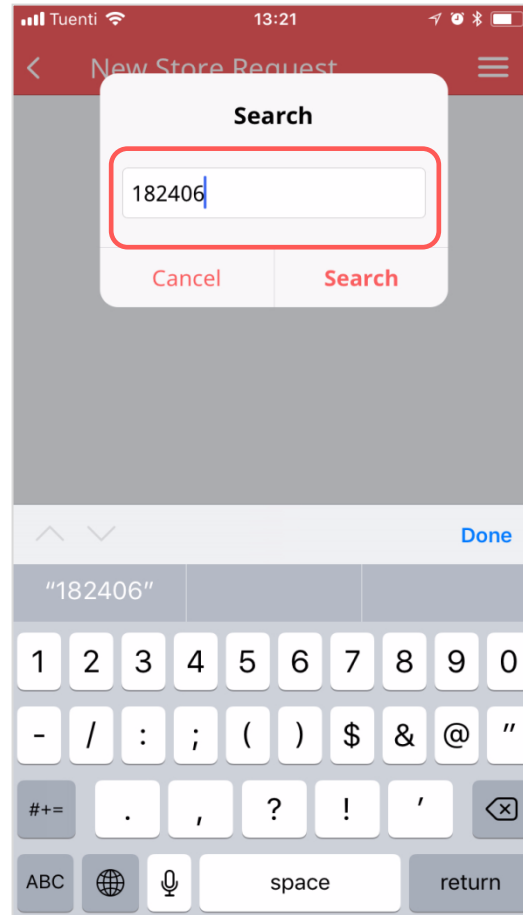 Tuenti 13:21
New Store Request
Search
182406
Cancel Search
Done
“182406”
1 2 3 4 5 6 7 8 9 0
- / : ; ( ) $ & @ "
#+= . , ? ! '
ABC space return